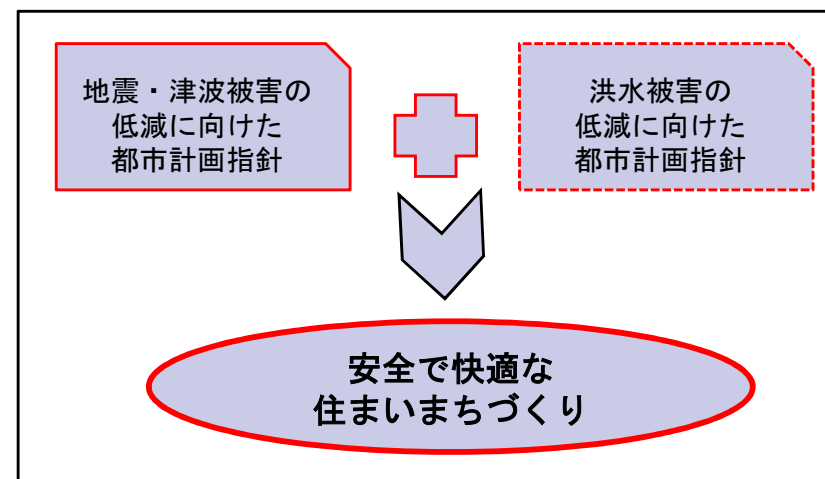 地震・津波被害の
低減に向けた
都市計画指針
洪水被害の
低減に向けた
都市計画指針
安全で快適な
住まいまちづくり